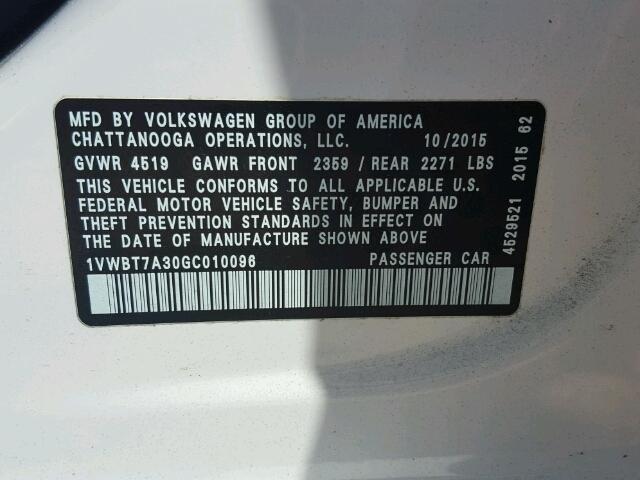 MFD BY VOLKSWAGEN GROUP OF AMERICA
CHATTANOOGA OPERATIONS, LLC. 10/2015
GVWR 4519 GAWR FRONT 2359 / REAR 2271 LBS
THIS VEHICLE CONFORMS TO ALL APPLICABLE U.S.
FEDERAL MOTOR VEHICLE SAFETY, BUMPER AND
THEFT PREVENTION STANDARDS IN EFFECT ON
THE DATE OF MANUFACTURE SHOWN ABOVE
1VWBT7A30GC010096 PASSENGER CAR
4529521 2015 62